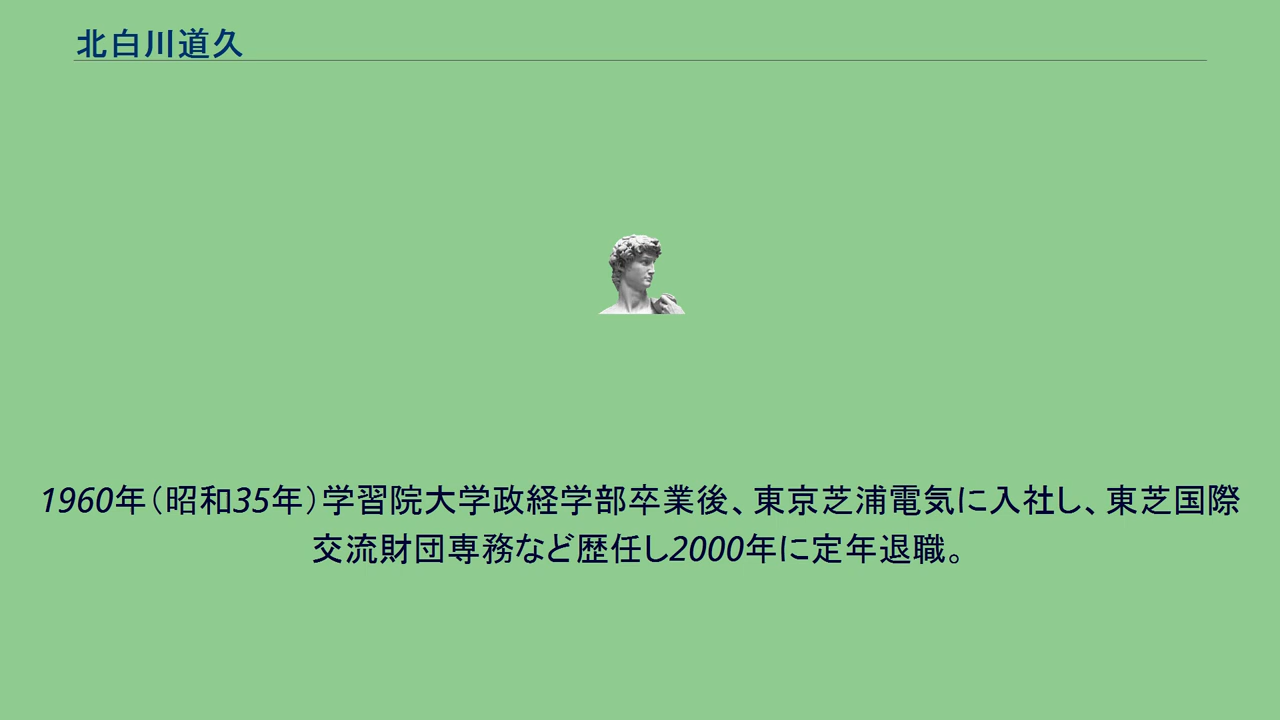 北白川道久
1960年（昭和35年）学習院大学政経学部卒業後、東京芝浦電気に入社し、東芝国際
交流財団専務など歴任し2000年に定年退職。